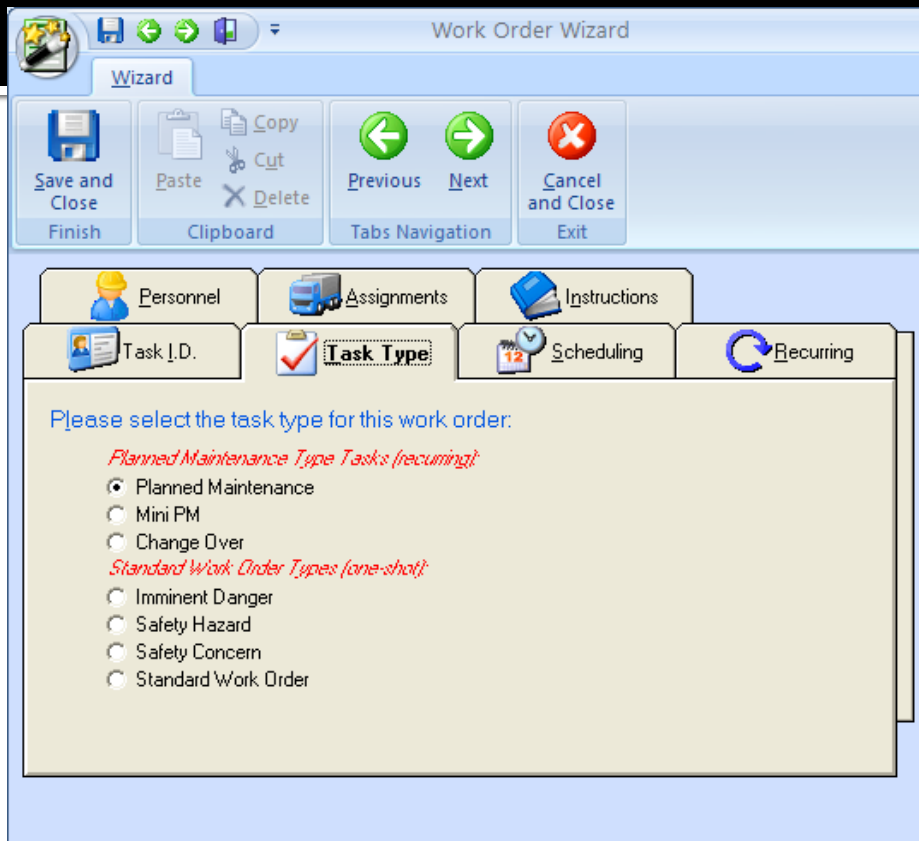 Work Order Wizard
Wizard
Save and Close
Paste
Copy
Cut
Delete
Previous
Next
Cancel and Close
Finish
Clipboard
Tabs Navigation
Exit
Personnel
Assignments
Instructions
Task I.D.
Task Type
12
Scheduling
Recurring
Please select the task type for this work order:
Planned Maintenance Type Tasks (recurring):
Planned Maintenance
Mini PM
Change Over
Standard Work Order Types (one-shot):
Imminent Danger
Safety Hazard
Safety Concern
Standard Work Order